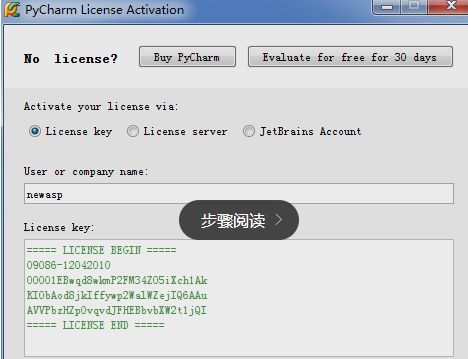 PyCharm License Activation
No license?
Buy PyCharm
Evaluate for free for 30 days
Activate your license via:
License key
License server
JetBrains Account
User or company name:
newasp
步骤阅读
License key:
===== LICENSE BEGIN =====
09086-12042010
00001EBwqd8wkmP2FM34Z05iXch1Ak
KI0bAod8jkIffywp2WalWZejIQ6AAu
AVVPbzHZpOvqvdJFHEBbvbXW2t1jQI
===== LICENSE END =====